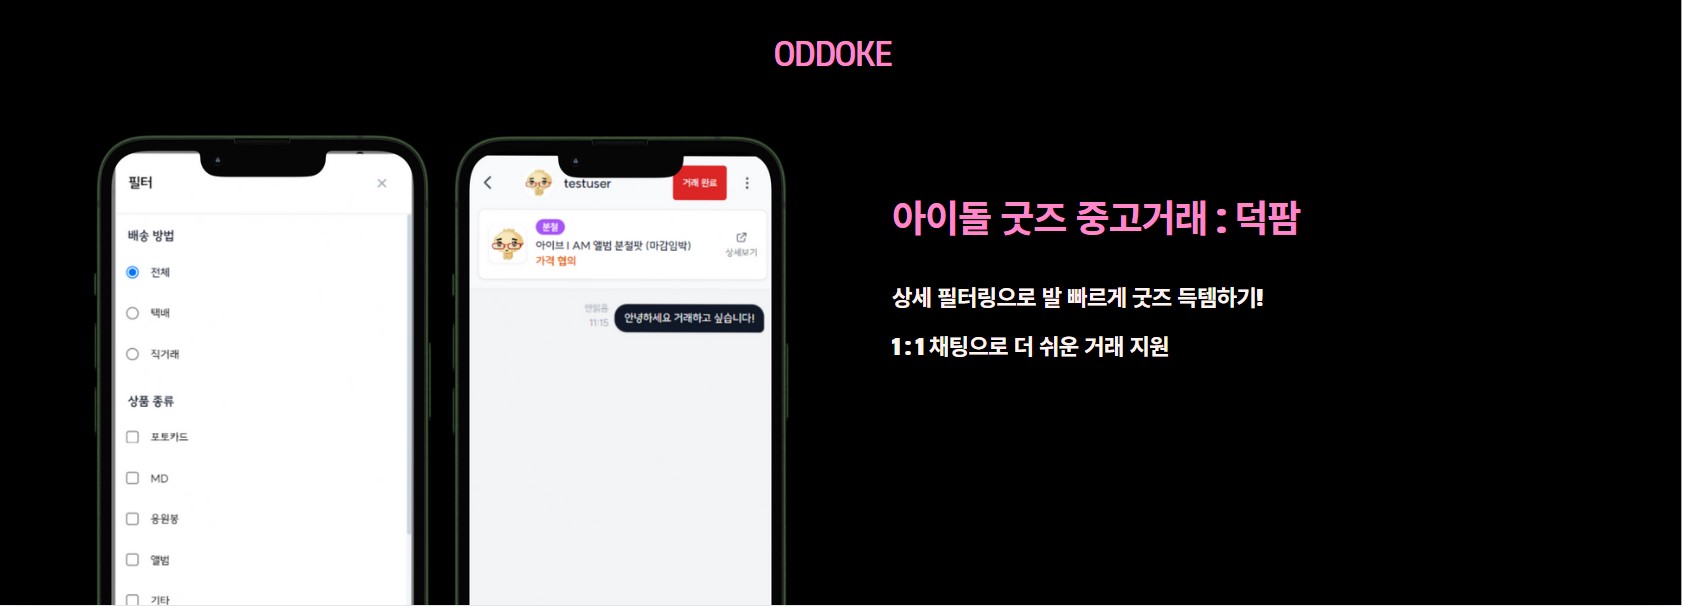 ODDOKE
필터
배송 방법
전체
택배
직거래
상품 종류
포토카드
MD
응원봉
앨범
기타
testuser
거래 완료
분철
아이브 I AM 앨범 분철팟 (마감임박)
가격 협의
상세보기
안읽음
11:15
안녕하세요 거래하고 싶습니다!
아이돌 굿즈 중고거래 : 덕팜
상세 필터링으로 발 빠르게 굿즈 득템하기!
1:1채팅으로 더 쉬운 거래 지원